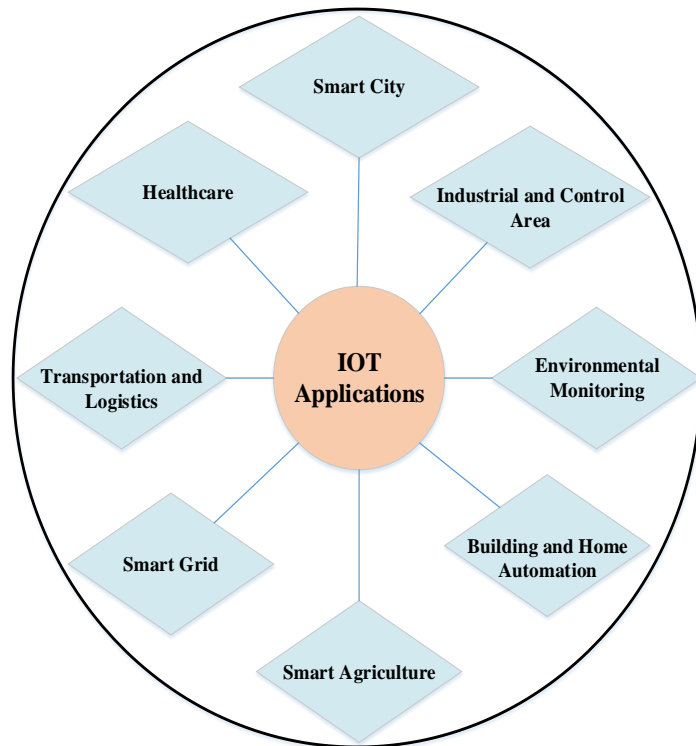 Smart City
Healthcare
Industrial and Control
Area
IOT
Applications
Transportation and
Logistics
Environmental
Monitoring
Smart Grid
Building and Home
Automation
Smart Agriculture